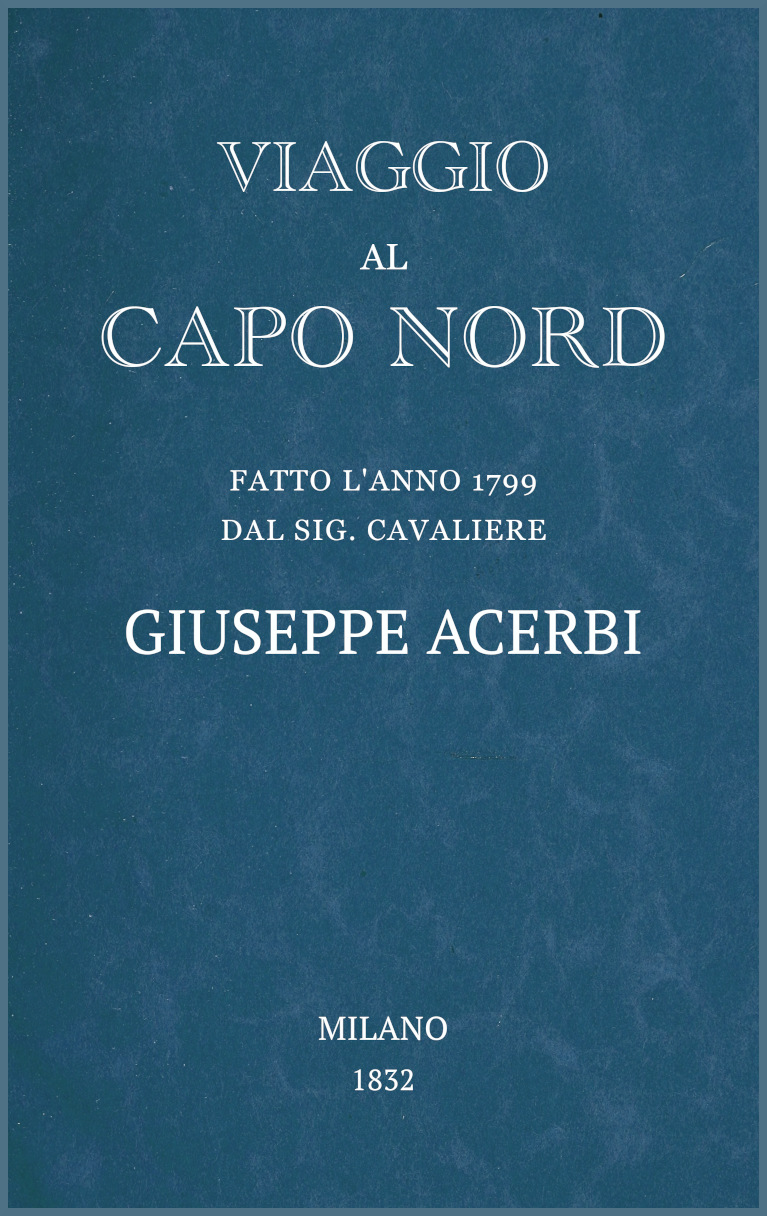 VIAGGIO
AL
CAPO NORD
FATTO L'ANNO 1799
DAL SIG. CAVALIERE
GIUSEPPE ACERBI
MILANO
1832